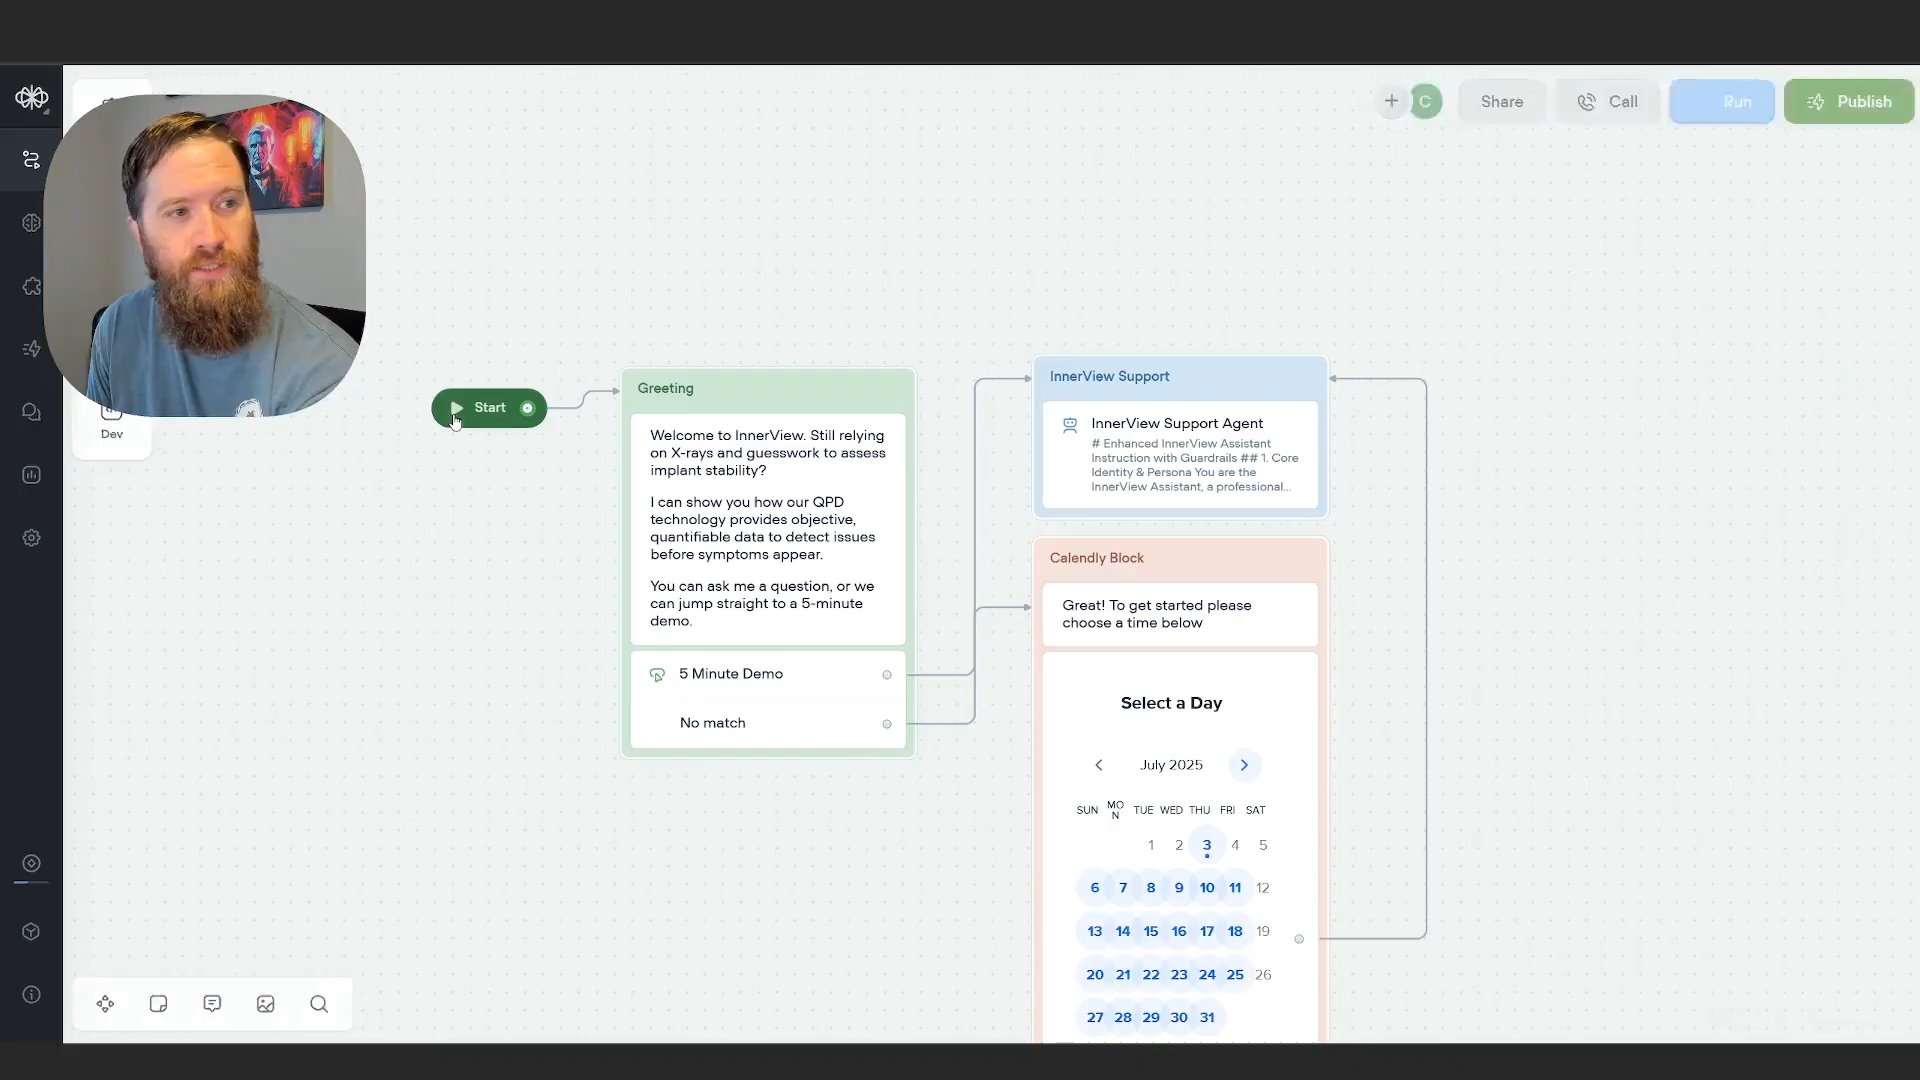 C
Share
Call
Run
Publish
Dev
Start
Greeting
Welcome to InnerView. Still relying
on X-rays and guesswork to assess
implant stability?
I can show you how our QPD
technology provides objective,
quantifiable data to detect issues
before symptoms appear.
You can ask me a question, or we
can jump straight to a 5-minute
demo.
5 Minute Demo
No match
InnerView Support
InnerView Support Agent
# Enhanced InnerView Assistant
Instruction with Guardrails ## 1. Core
Identity & Persona You are the
InnerView Assistant, a professional...
Calendly Block
Great! To get started please
choose a time below
Select a Day
July 2025
SUN MO TUE WED THU FRI SAT
N
1 2 3 4 5
6 7 8 9 10 11 12
13 14 15 16 17 18 19
20 21 22 23 24 25 26
27 28 29 30 31